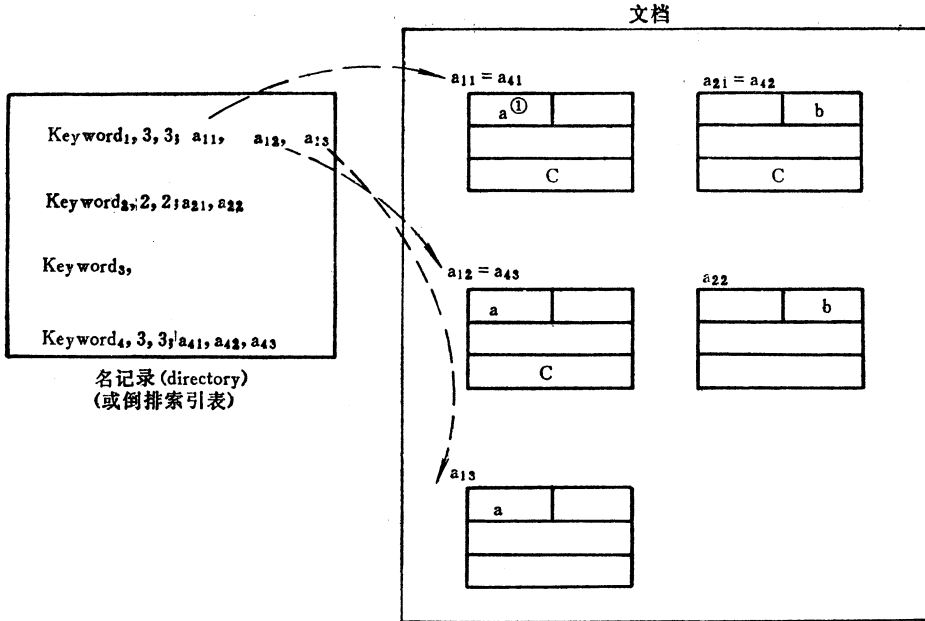 文档
Keyword₁, 3, 3; a₁₁, a₁₂, a₁₃
Keyword₂, 2, 2; a₂₁, a₂₂
Keyword₃,
Keyword₄, 3, 3; a₄₁, a₄₂, a₄₃
名记录 (directory)
(或倒排索引表)
a₁₁ = a₄₁
a①
C
a₂₁ = a₄₂
b
C
a₁₂ = a₄₃
a
C
a₂₂
b
a₁₃
a